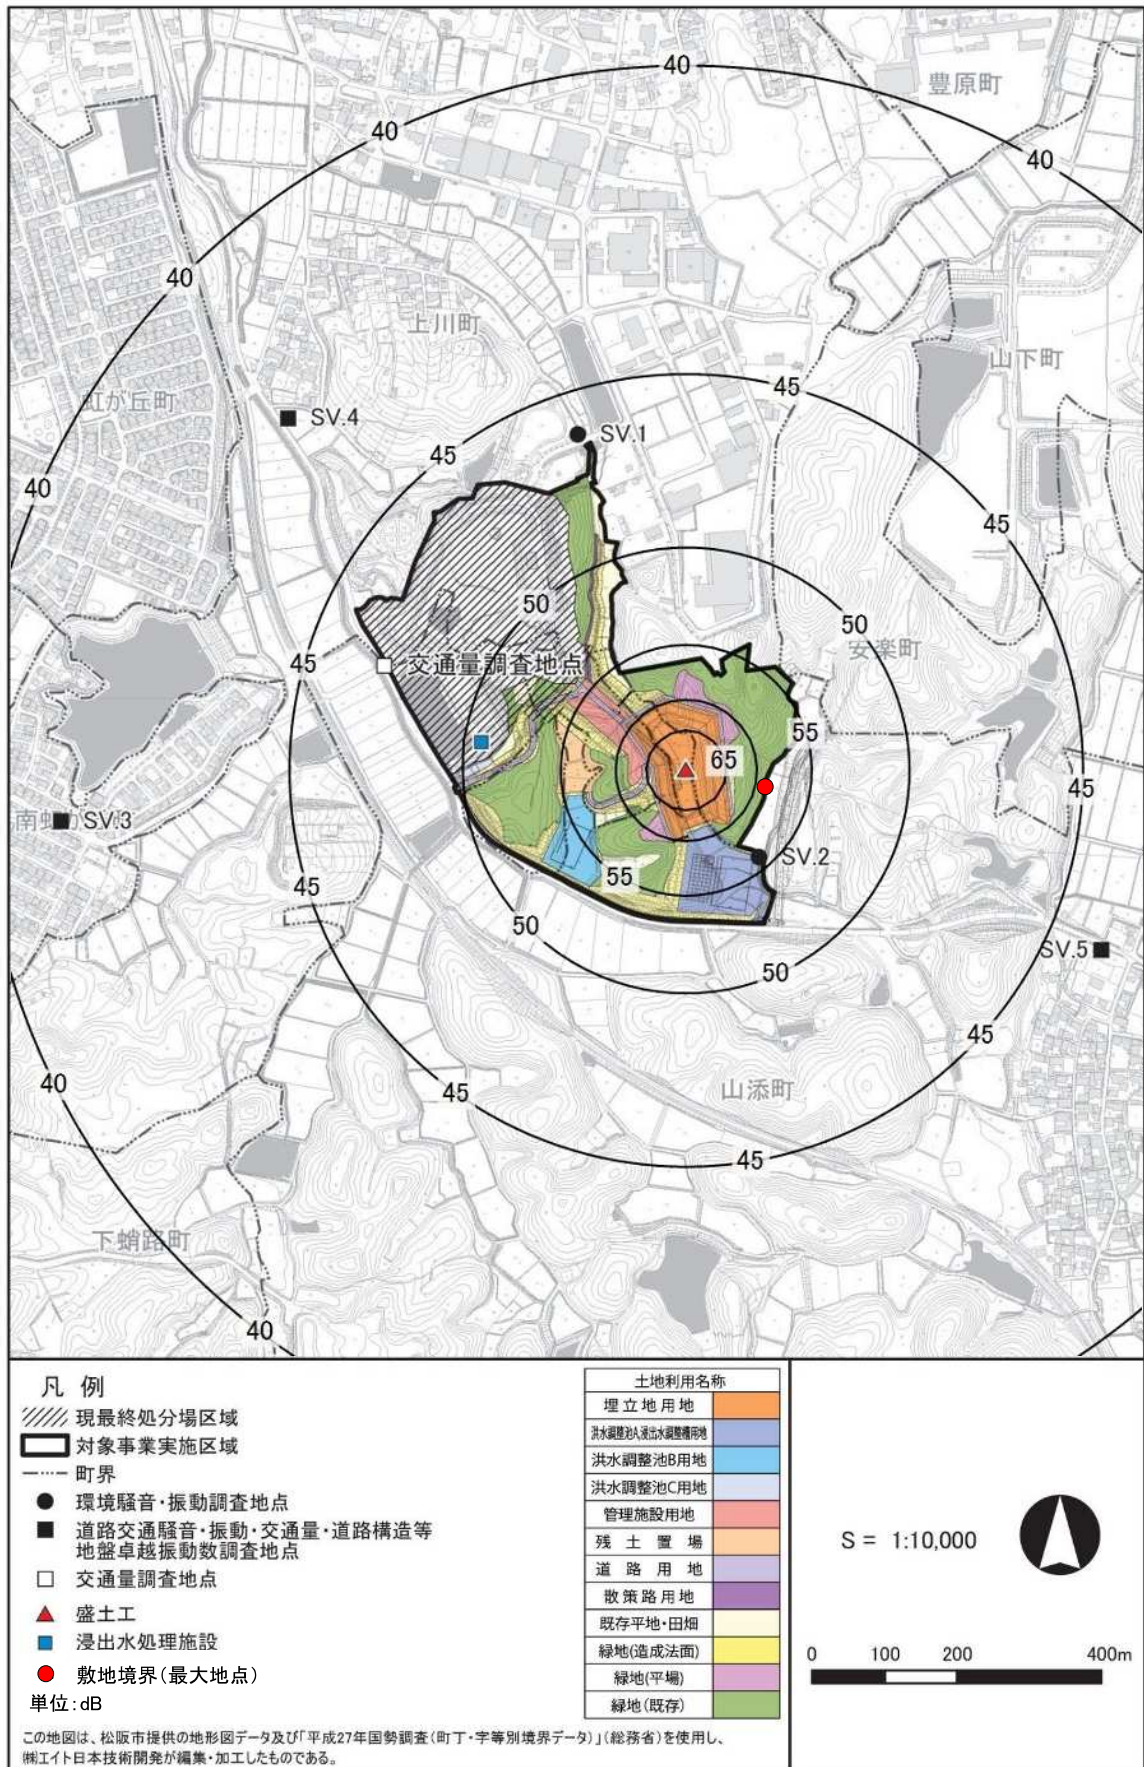 40
豊原町
40
40
40
上川町
山下町
45
虹が丘町
SV.4
SV.1
45
40
45
50
50
安楽町
交通量調査地点
45
55
65
45
南虹が
SV.3
SV.2
55
45
50
SV.5
50
45
40
45
山添町
45
下蛸路町
40
凡 例
現最終処分場区域
対象事業実施区域
町界
環境騒音・振動調査地点
道路交通騒音・振動・交通量・道路構造等
地盤卓越振動数調査地点
交通量調査地点
盛土工
浸出水処理施設
敷地境界(最大地点)
単位:dB
土地利用名称
埋立地用地
洪水調整池A,浸出水調整槽用地
洪水調整池B用地
洪水調整池C用地
管理施設用地
残土置場
道路用地
散策路用地
既存平地・田畑
緑地(造成法面)
緑地(平場)
緑地(既存)
S = 1:10,000
0 100 200 400m
この地図は、松阪市提供の地形図データ及び「平成27年国勢調査(町丁・字等別境界データ)」(総務省)を使用し、
㈱エイト日本技術開発が編集・加工したものである。